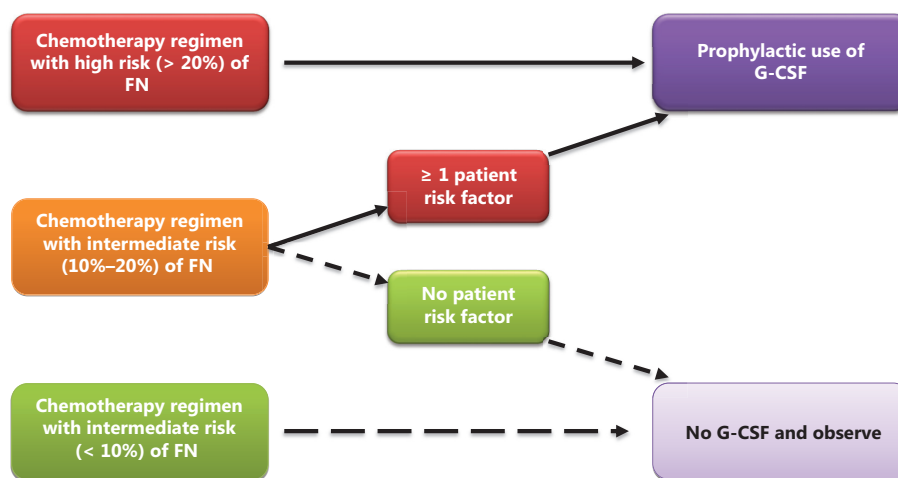 Chemotherapy regimen
with high risk (> 20%) of
FN
Prophylactic use of
G-CSF
≥ 1 patient
risk factor
Chemotherapy regimen
with intermediate risk
(10%–20%) of FN
No patient
risk factor
Chemotherapy regimen
with intermediate risk
(< 10%) of FN
No G-CSF and observe